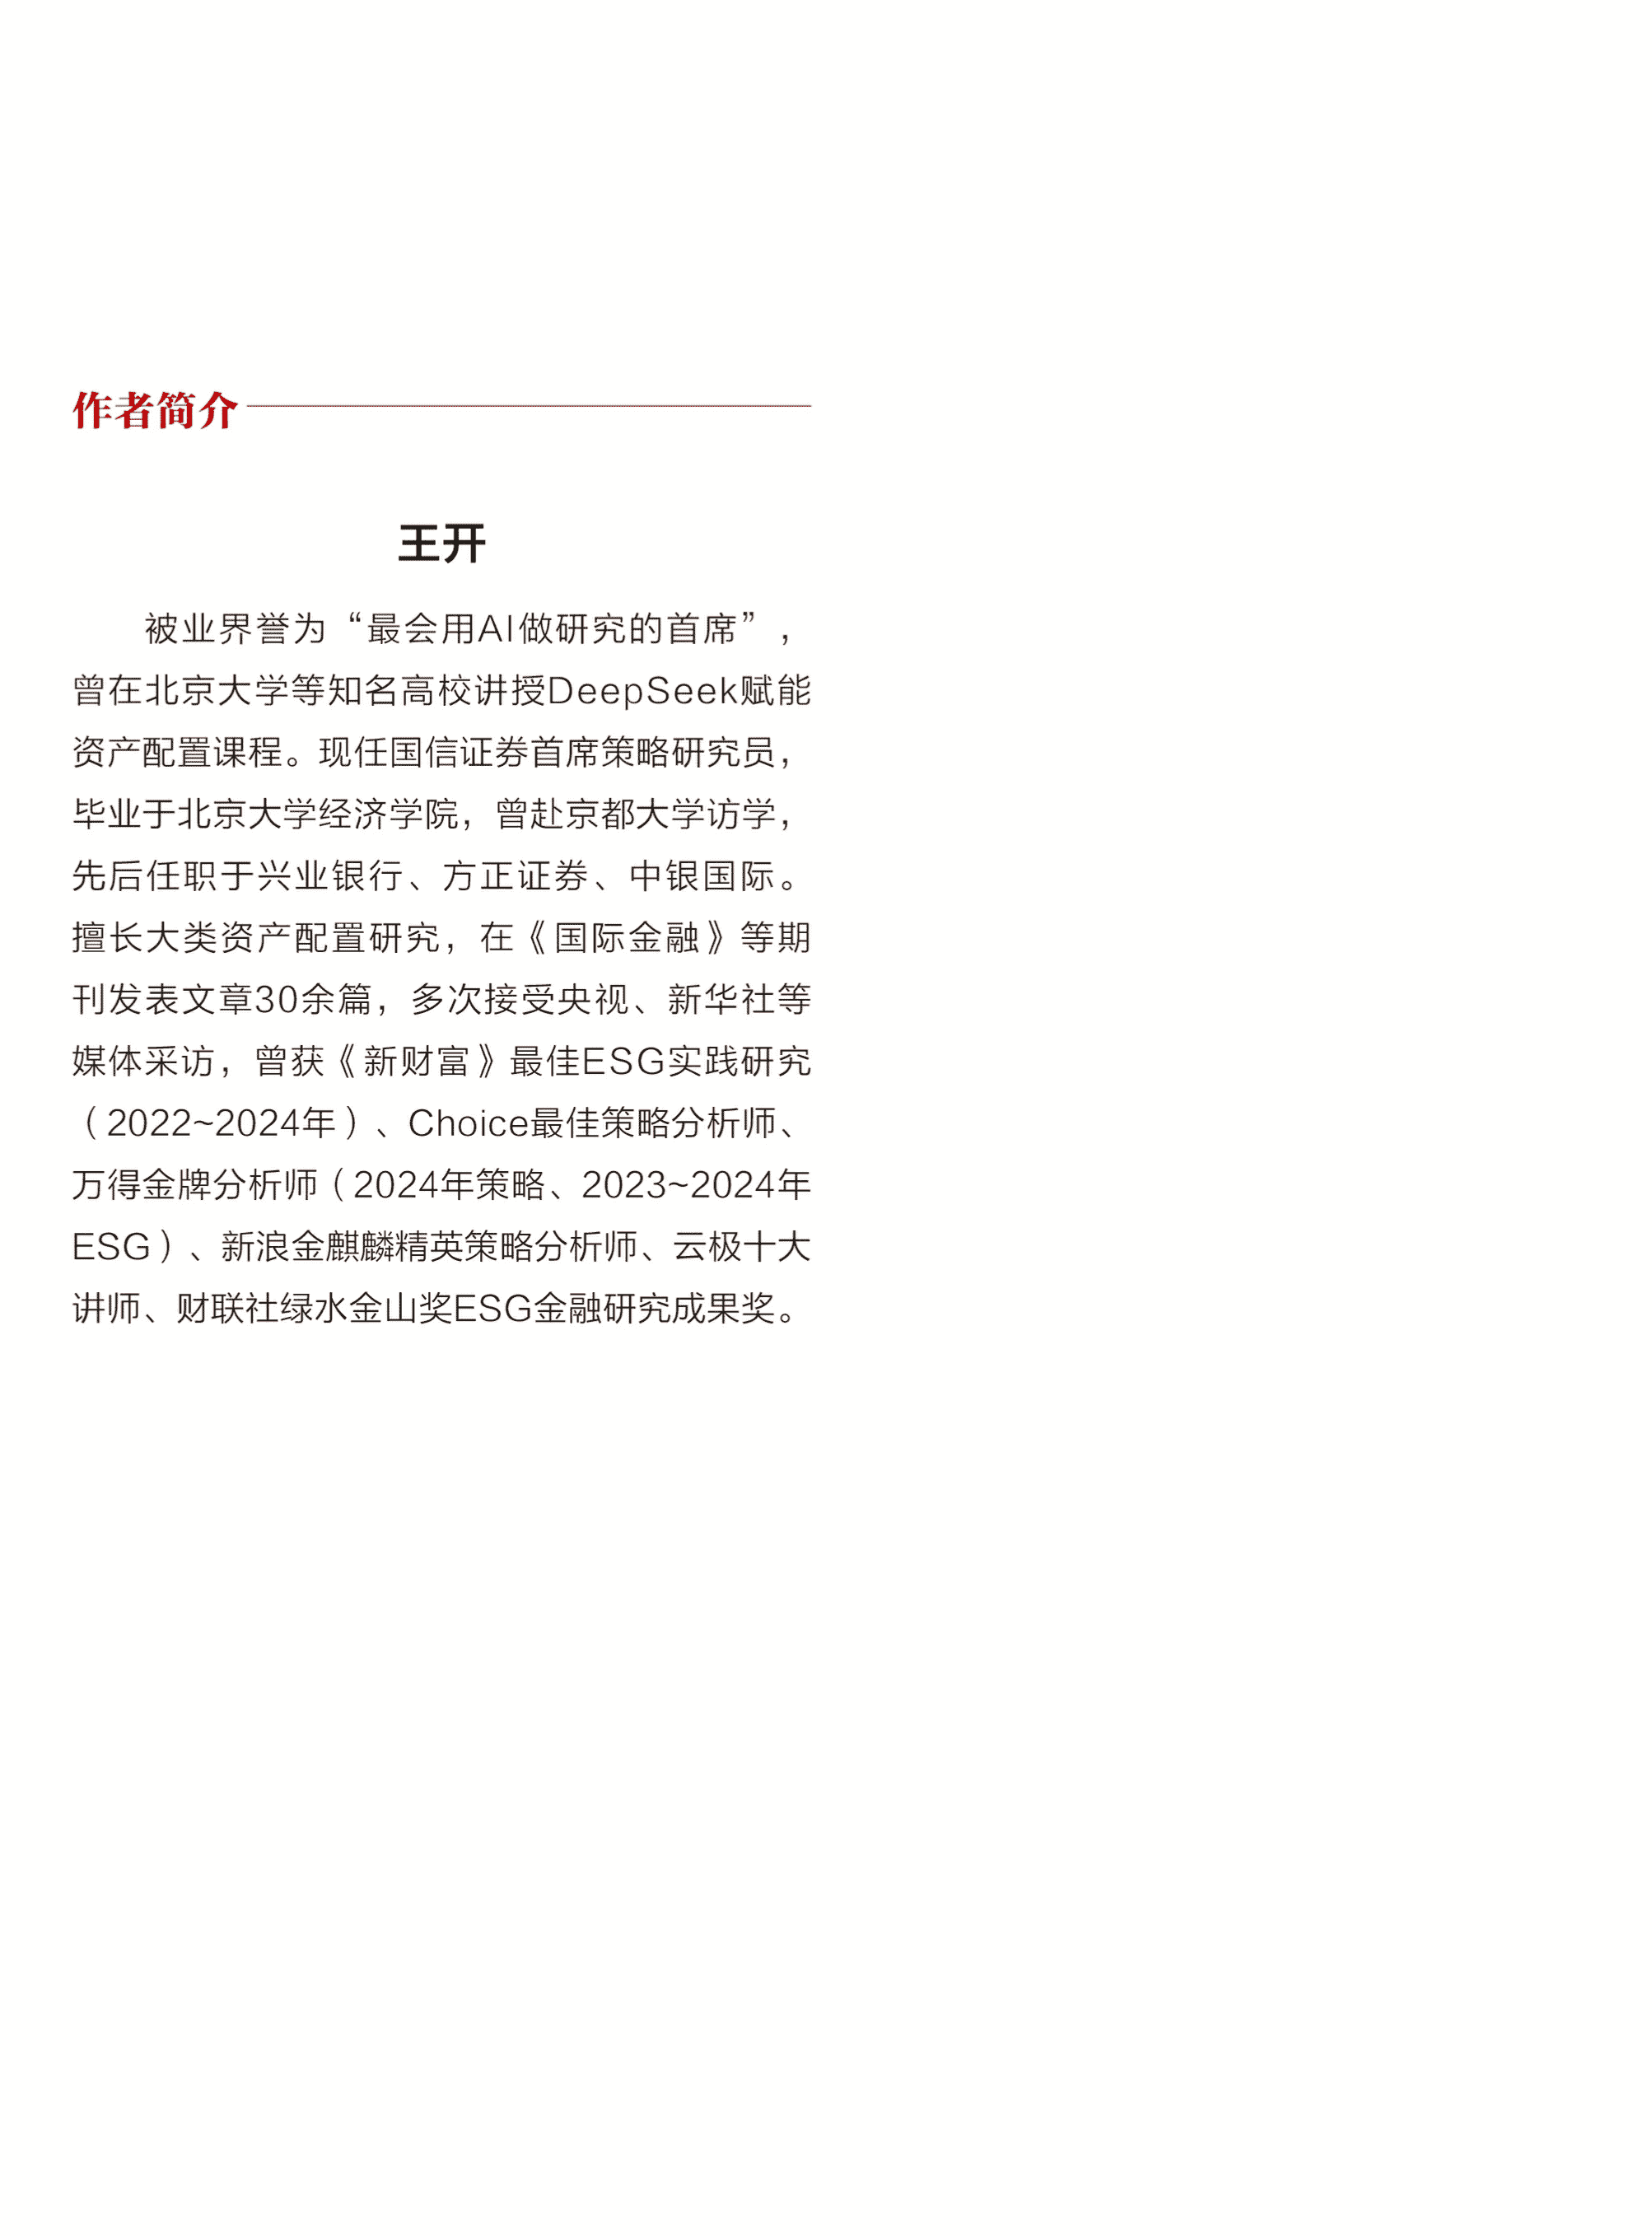 作者简介
王开
被业界誉为“最会用AI做研究的首席”，
曾在北京大学等知名高校讲授DeepSeek赋能
资产配置课程。现任国信证券首席策略研究员，
毕业于北京大学经济学院，曾赴京都大学访学，
先后任职于兴业银行、方正证券、中银国际。
擅长大类资产配置研究，在《国际金融》等期
刊发表文章30余篇，多次接受央视、新华社等
媒体采访，曾获《新财富》最佳ESG实践研究
（2022~2024年）、Choice最佳策略分析师、
万得金牌分析师（2024年策略、2023~2024年
ESG）、新浪金麒麟精英策略分析师、云极十大
讲师、财联社绿水金山奖ESG金融研究成果奖。